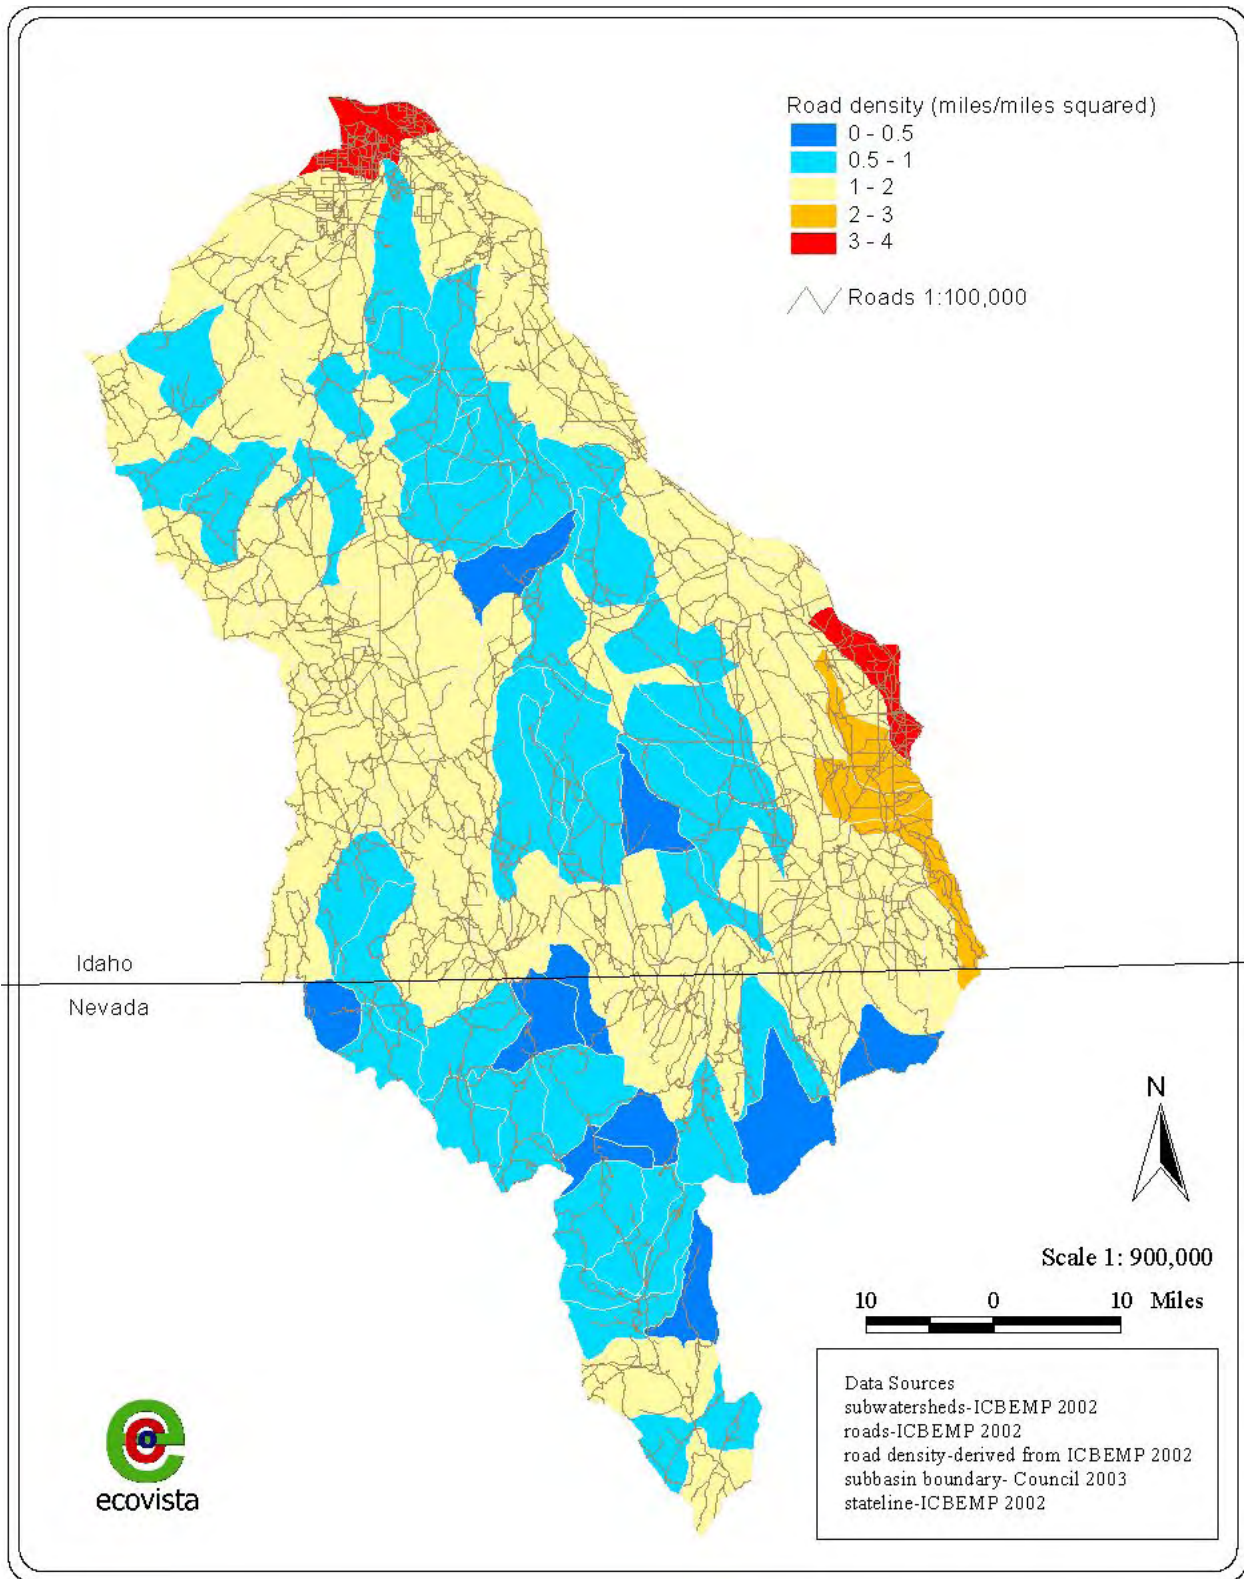 Road density (miles/miles squared)
0 - 0.5
0.5 - 1
1 - 2
2 - 3
3 - 4
Roads 1:100,000
Idaho
Nevada
N
Scale 1: 900,000
10 0 10 Miles
Data Sources
subwatersheds-ICBEMP 2002
roads-ICBEMP 2002
road density-derived from ICBEMP 2002
subbasin boundary- Council 2003
stateline-ICBEMP 2002
ecovista